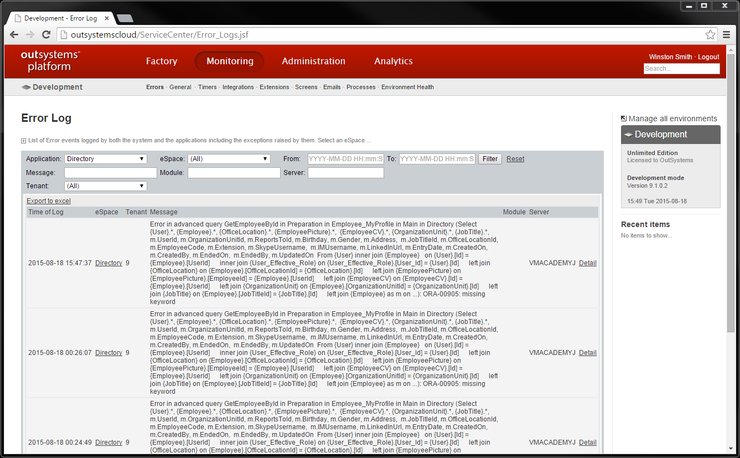 Development - Error Log
outsystemscloud/ServiceCenter/Error_Logs.jsf
outsystems®
platform
Factory
Monitoring
Administration
Analytics
Winston Smith · Logout
Search...
Development
Errors · General · Timers · Integrations · Extensions · Screens · Emails · Processes · Environment Health
Error Log
List of Error events logged by both the system and the applications including the exceptions raised by them. Select an eSpace ...
Application: Directory eSpace: (All) From: YYYY-MM-DD HH:mm:S To: YYYY-MM-DD HH:mm:S Filter Reset
Message: Module: Server:
Tenant: (All)
Export to excel
Time of Log eSpace Tenant Message Module Server
Error in advanced query GetEmployeeById in Preparation in Employee_MyProfile in Main in Directory (Select
{User}.*, {Employee}.*, {OfficeLocation}.*, {EmployeePicture}.*, {EmployeeCV}.*, {OrganizationUnit}.*, {JobTitle}.*,
m.UserId, m.OrganizationUnitId, m.ReportsToId, m.Birthday, m.Gender, m.Address, m.JobTitleId, m.OfficeLocationId,
m.EmployeeCode, m.Extension, m.SkypeUsername, m.IMUsername, m.LinkedInUrl, m.EntryDate, m.CreatedOn,
m.CreatedBy, m.EndedOn, m.EndedBy, m.UpdatedOn From {User} inner join {Employee} on {User}.[Id] =
2015-08-18 15:47:37 Directory 9 {Employee}.[UserId] inner join {User_Effective_Role} on {User_Effective_Role}.[User_Id] = {User}.[Id] left join VMACADEMYJ Detail
{OfficeLocation} on {Employee}.[OfficeLocationId] = {OfficeLocation}.[Id] left join {EmployeePicture} on
{EmployeePicture}.[EmployeeId] = {Employee}.[UserId] left join {EmployeeCV} on {EmployeeCV}.[Id] =
{Employee}.[UserId] left join {OrganizationUnit} on {Employee}.[OrganizationUnitId] = {OrganizationUnit}.[Id] left
join {JobTitle} on {Employee}.[JobTitleId] = {JobTitle}.[Id] left join {Employee} as m on ...): ORA-00905: missing
keyword
Error in advanced query GetEmployeeById in Preparation in Employee_MyProfile in Main in Directory (Select
{User}.*, {Employee}.*, {OfficeLocation}.*, {EmployeePicture}.*, {EmployeeCV}.*, {OrganizationUnit}.*, {JobTitle}.*,
m.UserId, m.OrganizationUnitId, m.ReportsToId, m.Birthday, m.Gender, m.Address, m.JobTitleId, m.OfficeLocationId,
m.EmployeeCode, m.Extension, m.SkypeUsername, m.IMUsername, m.LinkedInUrl, m.EntryDate, m.CreatedOn,
m.CreatedBy, m.EndedOn, m.EndedBy, m.UpdatedOn From {User} inner join {Employee} on {User}.[Id] =
2015-08-18 00:26:07 Directory 9 {Employee}.[UserId] inner join {User_Effective_Role} on {User_Effective_Role}.[User_Id] = {User}.[Id] left join VMACADEMYJ Detail
{OfficeLocation} on {Employee}.[OfficeLocationId] = {OfficeLocation}.[Id] left join {EmployeePicture} on
{EmployeePicture}.[EmployeeId] = {Employee}.[UserId] left join {EmployeeCV} on {EmployeeCV}.[Id] =
{Employee}.[UserId] left join {OrganizationUnit} on {Employee}.[OrganizationUnitId] = {OrganizationUnit}.[Id] left
join {JobTitle} on {Employee}.[JobTitleId] = {JobTitle}.[Id] left join {Employee} as m on ...): ORA-00905: missing
keyword
Error in advanced query GetEmployeeById in Preparation in Employee_MyProfile in Main in Directory (Select
{User}.*, {Employee}.*, {OfficeLocation}.*, {EmployeePicture}.*, {EmployeeCV}.*, {OrganizationUnit}.*, {JobTitle}.*,
m.UserId, m.OrganizationUnitId, m.ReportsToId, m.Birthday, m.Gender, m.Address, m.JobTitleId, m.OfficeLocationId,
m.EmployeeCode, m.Extension, m.SkypeUsername, m.IMUsername, m.LinkedInUrl, m.EntryDate, m.CreatedOn,
m.CreatedBy, m.EndedOn, m.EndedBy, m.UpdatedOn From {User} inner join {Employee} on {User}.[Id] =
2015-08-18 00:24:49 Directory 9 {Employee}.[UserId] inner join {User_Effective_Role} on {User_Effective_Role}.[User_Id] = {User}.[Id] left join VMACADEMYJ Detail
{OfficeLocation} on {Employee}.[OfficeLocationId] = {OfficeLocation}.[Id] left join {EmployeePicture} on
Manage all environments
Development
Unlimited Edition
Licensed to OutSystems
Development mode
Version 9.1.0.2
15:49 Tue 2015-08-18
Recent items
No items to show...